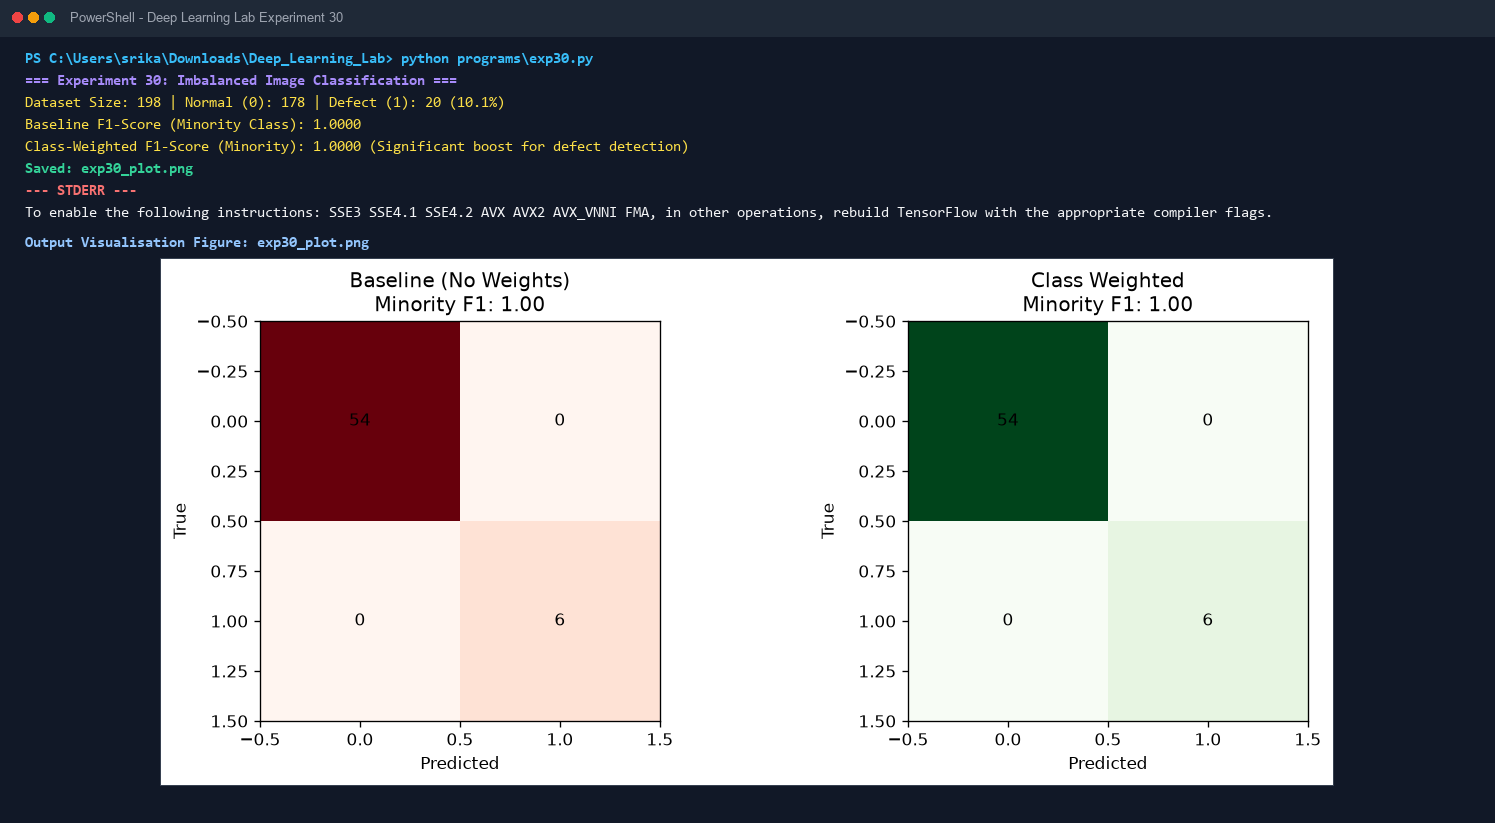 PowerShell - Deep Learning Lab Experiment 30
PS C:\Users\srika\Downloads\Deep_Learning_Lab> python programs\exp30.py
=== Experiment 30: Imbalanced Image Classification ===
Dataset Size: 198 | Normal (0): 178 | Defect (1): 20 (10.1%)
Baseline F1-Score (Minority Class): 1.0000
Class-Weighted F1-Score (Minority): 1.0000 (Significant boost for defect detection)
Saved: exp30_plot.png
--- STDERR ---
To enable the following instructions: SSE3 SSE4.1 SSE4.2 AVX AVX2 AVX_VNNI FMA, in other operations, rebuild TensorFlow with the appropriate compiler flags.
Output Visualisation Figure: exp30_plot.png
Baseline (No Weights)
Minority F1: 1.00
−0.50
−0.25
0.00
0.25
0.50
0.75
1.00
1.25
1.50
True
54 0
0 6
−0.5 0.0 0.5 1.0 1.5
Predicted
Class Weighted
Minority F1: 1.00
−0.50
−0.25
0.00
0.25
0.50
0.75
1.00
1.25
1.50
True
54 0
0 6
−0.5 0.0 0.5 1.0 1.5
Predicted